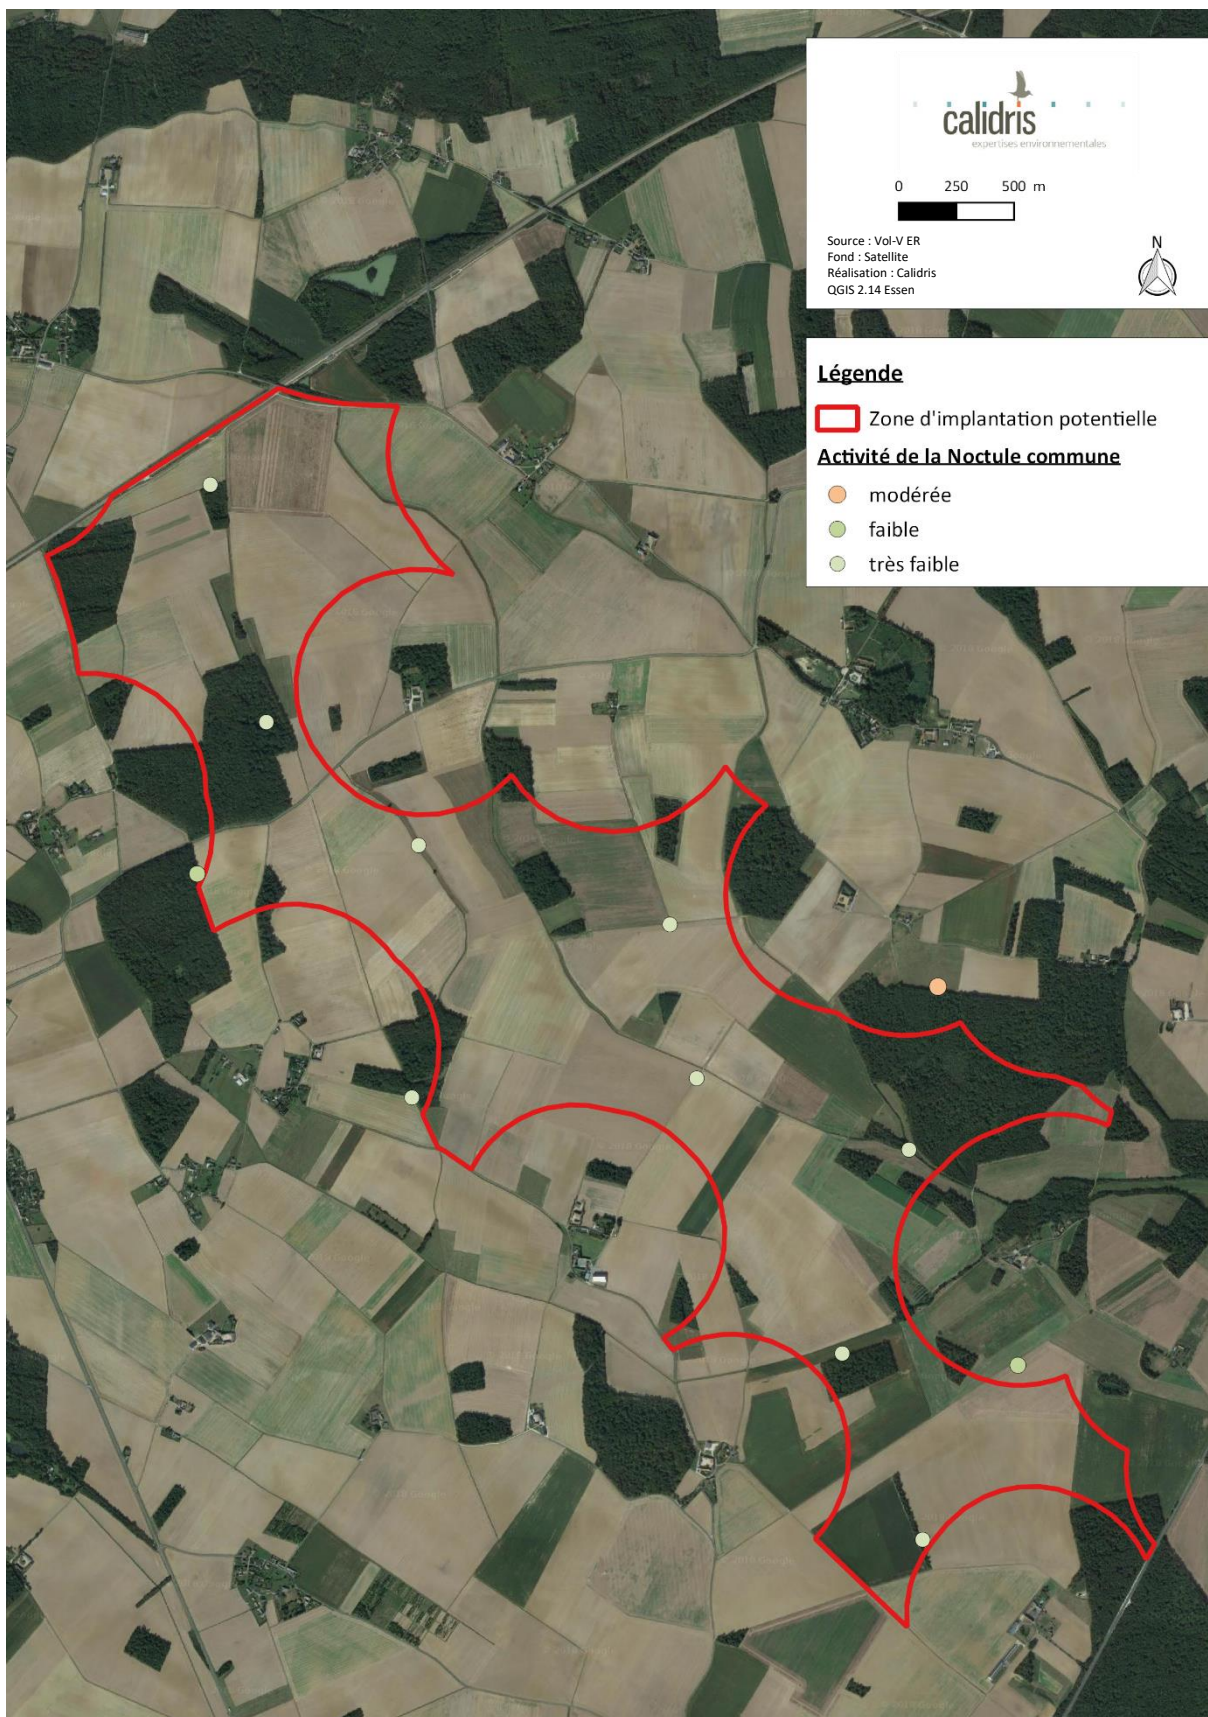 calidris
expertises environnementales
0 250 500 m
Source : Vol-V ER
Fond : Satellite
Réalisation : Calidris
QGIS 2.14 Essen
N
Légende
Zone d'implantation potentielle
Activité de la Noctule commune
modérée
faible
très faible